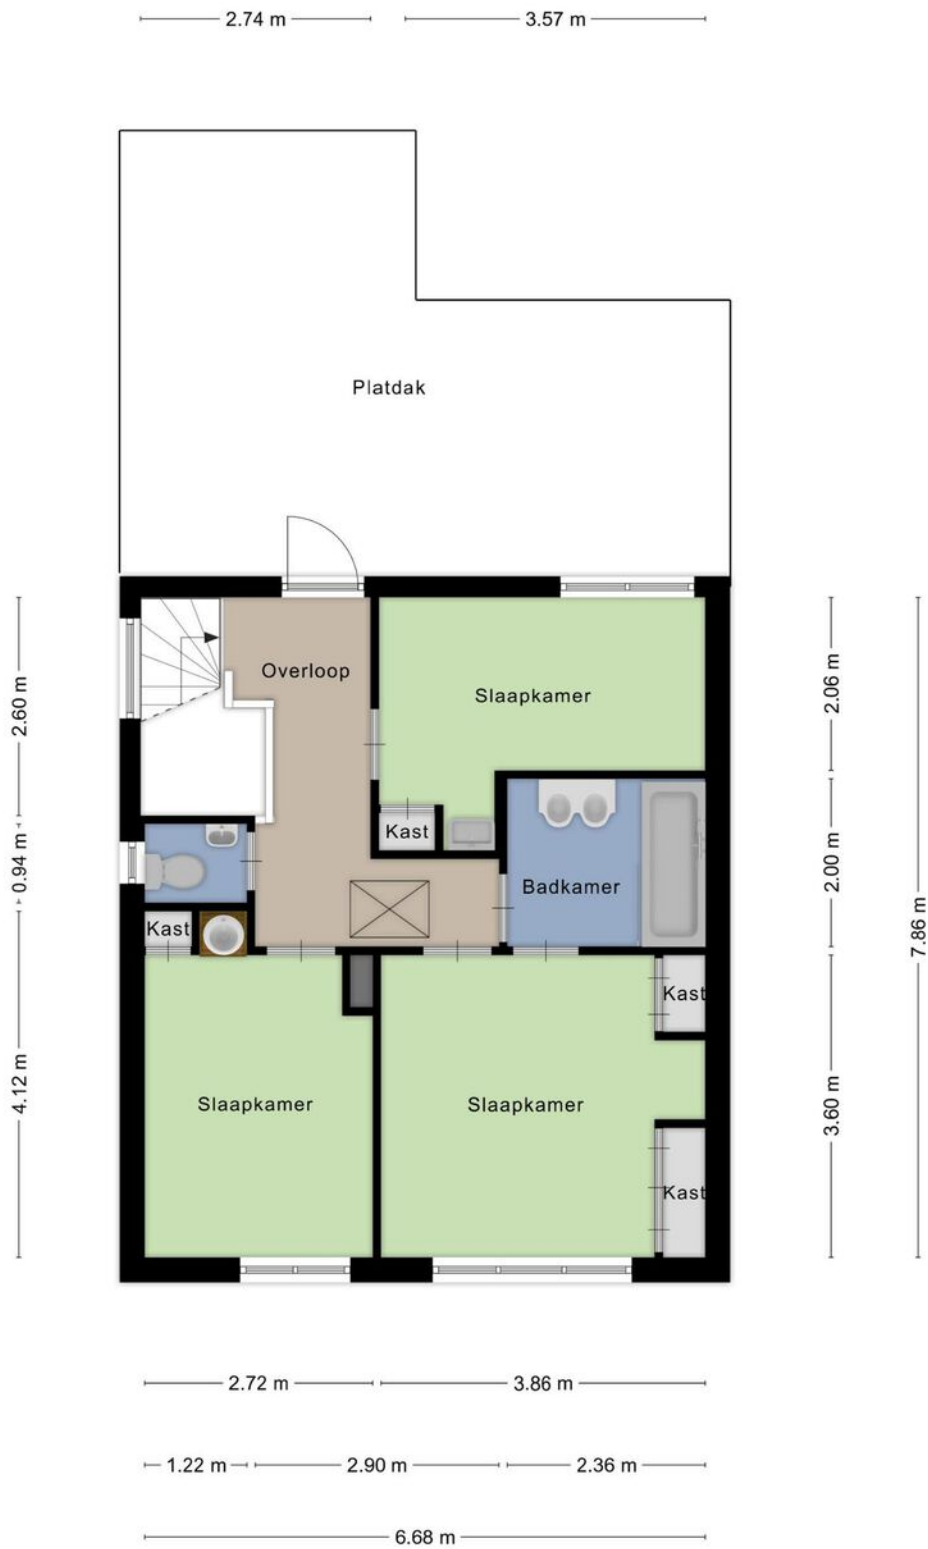 2.74 m
3.57 m
Platdak
Overloop
Slaapkamer
2.60 m
2.06 m
Kast
0.94 m
2.00 m
Badkamer
7.86 m
Kast
Kast
4.12 m
Slaapkamer
Slaapkamer
3.60 m
Kast
2.72 m
3.86 m
1.22 m
2.90 m
2.36 m
6.68 m